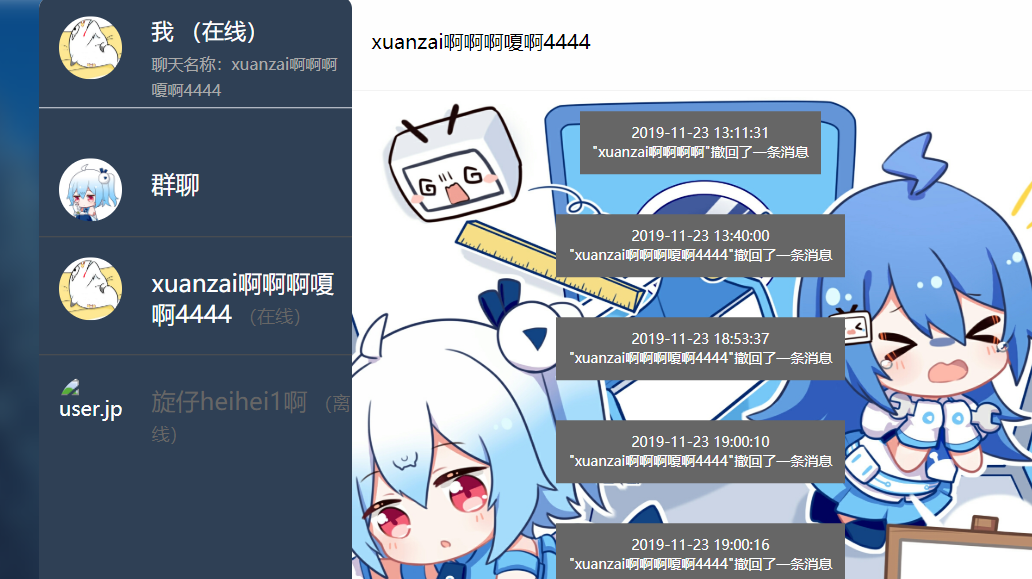 我 （在线）
聊天名称：xuanzai啊啊啊
嘎啊4444
群聊
xuanzai啊啊啊嘎
啊4444 （在线）
user.jp
旋仔heihei1啊 （离
线）
xuanzai啊啊啊嘎啊4444
2019-11-23 13:11:31
"xuanzai啊啊啊啊"撤回了一条消息
2019-11-23 13:40:00
"xuanzai啊啊啊嘎啊4444"撤回了一条消息
2019-11-23 18:53:37
"xuanzai啊啊啊嘎啊4444"撤回了一条消息
2019-11-23 19:00:10
"xuanzai啊啊啊嘎啊4444"撤回了一条消息
2019-11-23 19:00:16
"xuanzai啊啊啊嘎啊4444"撤回了一条消息
G G